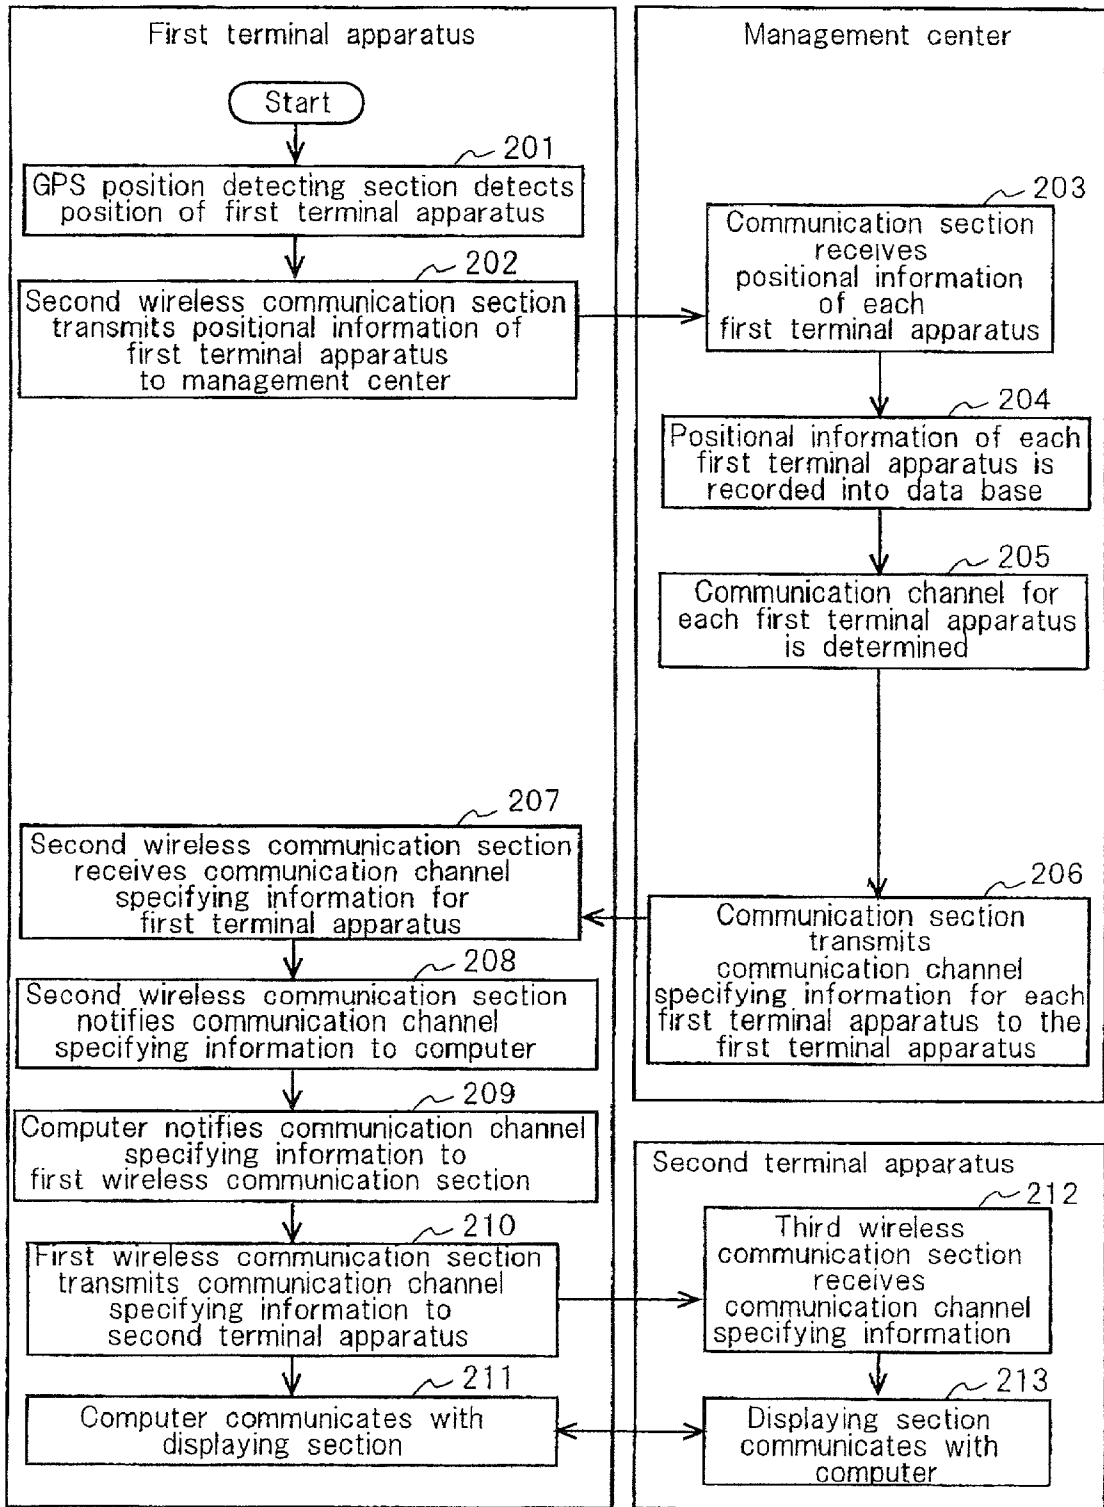 First terminal apparatus
Start
201
GPS position detecting section detects
position of first terminal apparatus
202
Second wireless communication section
transmits positional information of
first terminal apparatus
to management center
Management center
203
Communication section
receives
positional information
of each
first terminal apparatus
204
Positional information of each
first terminal apparatus is
recorded into data base
205
Communication channel for
each first terminal apparatus
is determined
206
Communication section
transmits
communication channel
specifying information for each
first terminal apparatus to the
first terminal apparatus
207
Second wireless communication section
receives communication channel
specifying information for
first terminal apparatus
208
Second wireless communication section
notifies communication channel
specifying information to computer
209
Computer notifies communication channel
specifying information to
first wireless communication section
210
First wireless communication section
transmits communication channel
specifying information to
second terminal apparatus
211
Computer communicates with
displaying section
Second terminal apparatus
212
Third wireless
communication section
receives
communication channel
specifying information
213
Displaying section
communicates with
computer